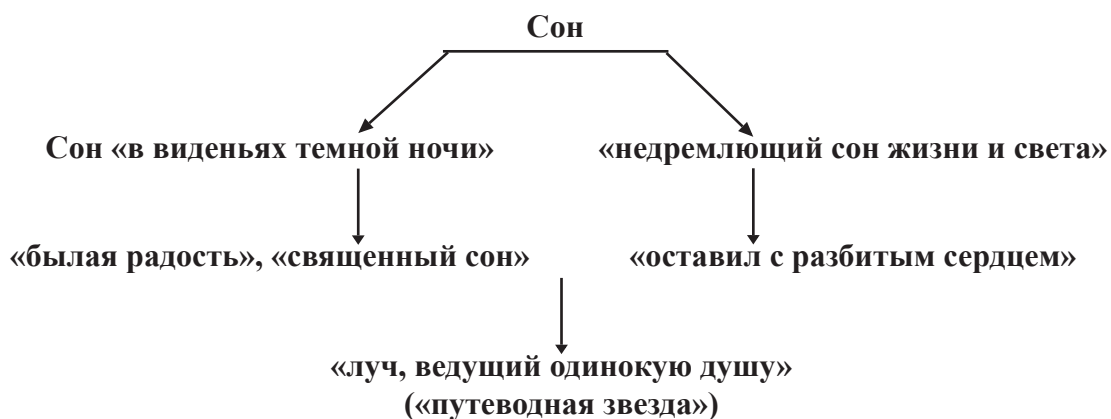 Сон
Сон «в виденьях темной ночи»
«недремлющий сон жизни и света»
«былая радость», «священный сон»
«оставил с разбитым сердцем»
«луч, ведущий одинокую душу»
(«путеводная звезда»)